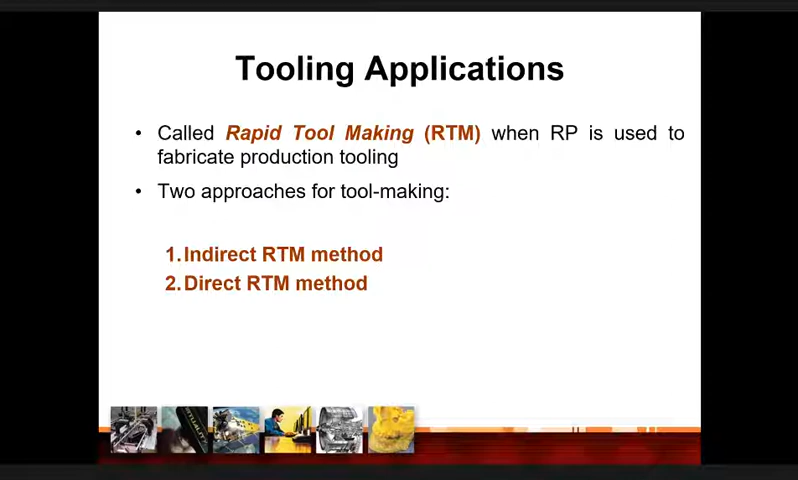 Tooling Applications
• Called Rapid Tool Making (RTM) when RP is used to
fabricate production tooling
• Two approaches for tool-making:
1. Indirect RTM method
2. Direct RTM method